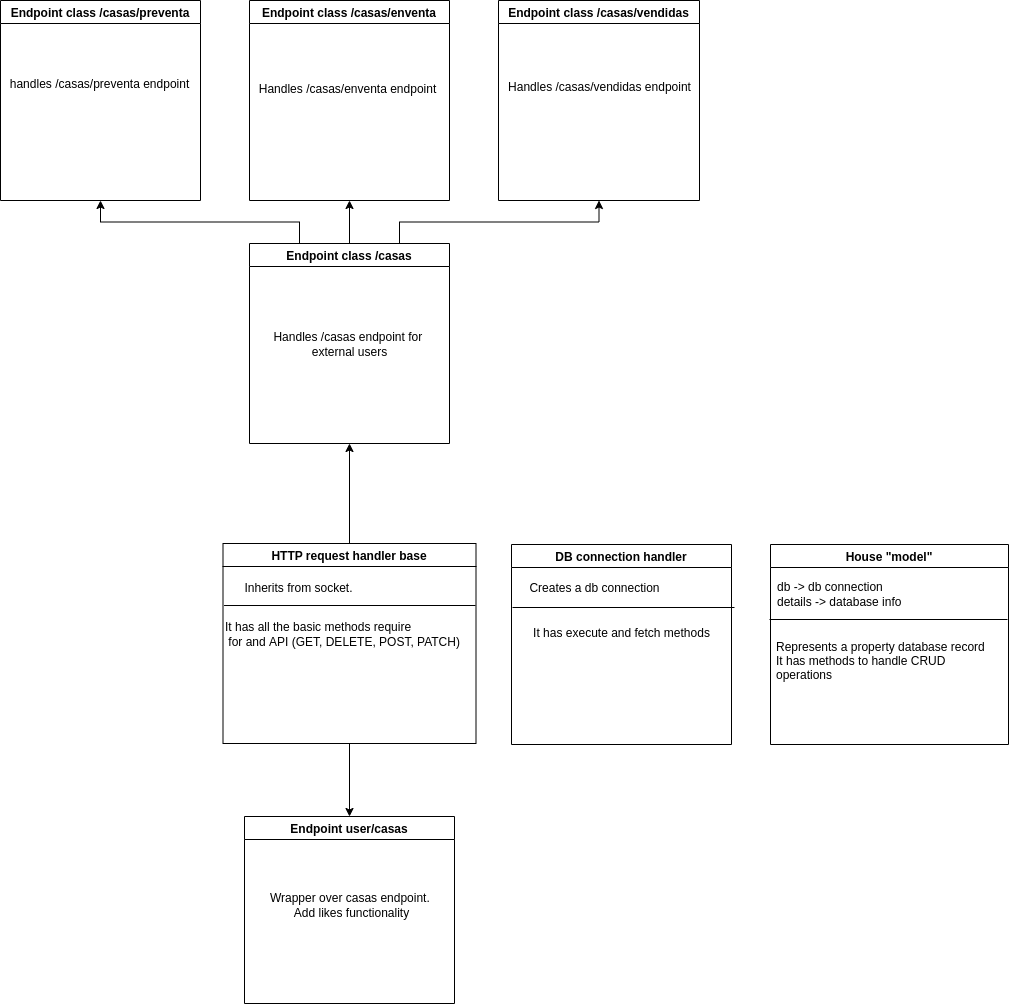 Endpoint class /casas/preventa
handles /casas/preventa endpoint
Endpoint class /casas/enventa
Handles /casas/enventa endpoint
Endpoint class /casas/vendidas
Handles /casas/vendidas endpoint
Endpoint class /casas
Handles /casas endpoint for
external users
HTTP request handler base
Inherits from socket.
It has all the basic methods require
for and API (GET, DELETE, POST, PATCH)
DB connection handler
Creates a db connection
It has execute and fetch methods
House "model"
db -> db connection
details -> database info
Represents a property database record
It has methods to handle CRUD
operations
Endpoint user/casas
Wrapper over casas endpoint.
Add likes functionality